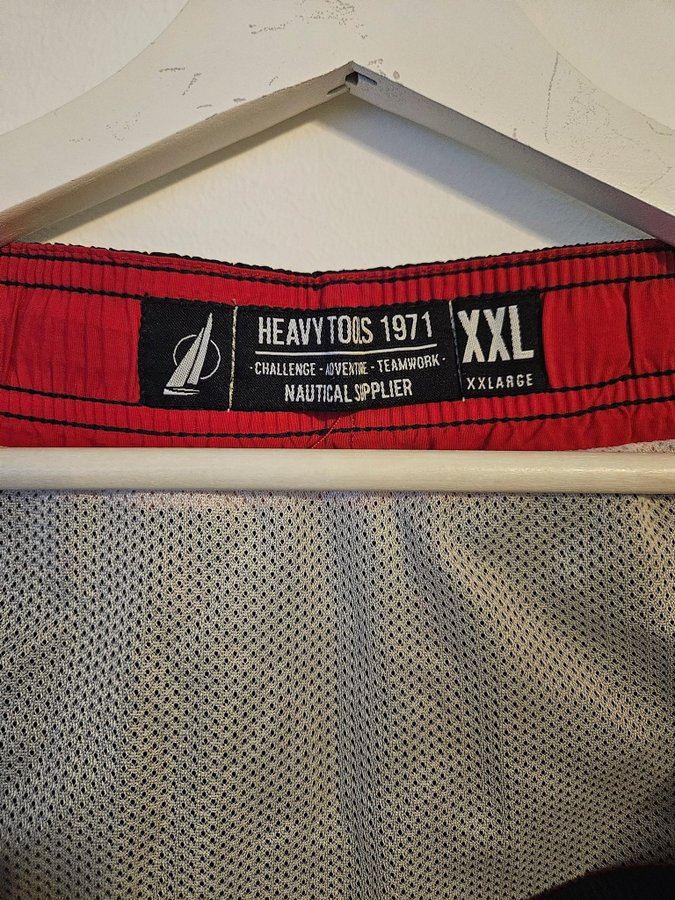 HEAVY TOOLS 1971
· CHALLENGE - ADVENTURE - TEAMWORK ·
NAUTICAL SUPPLIER
XXL
XXLARGE